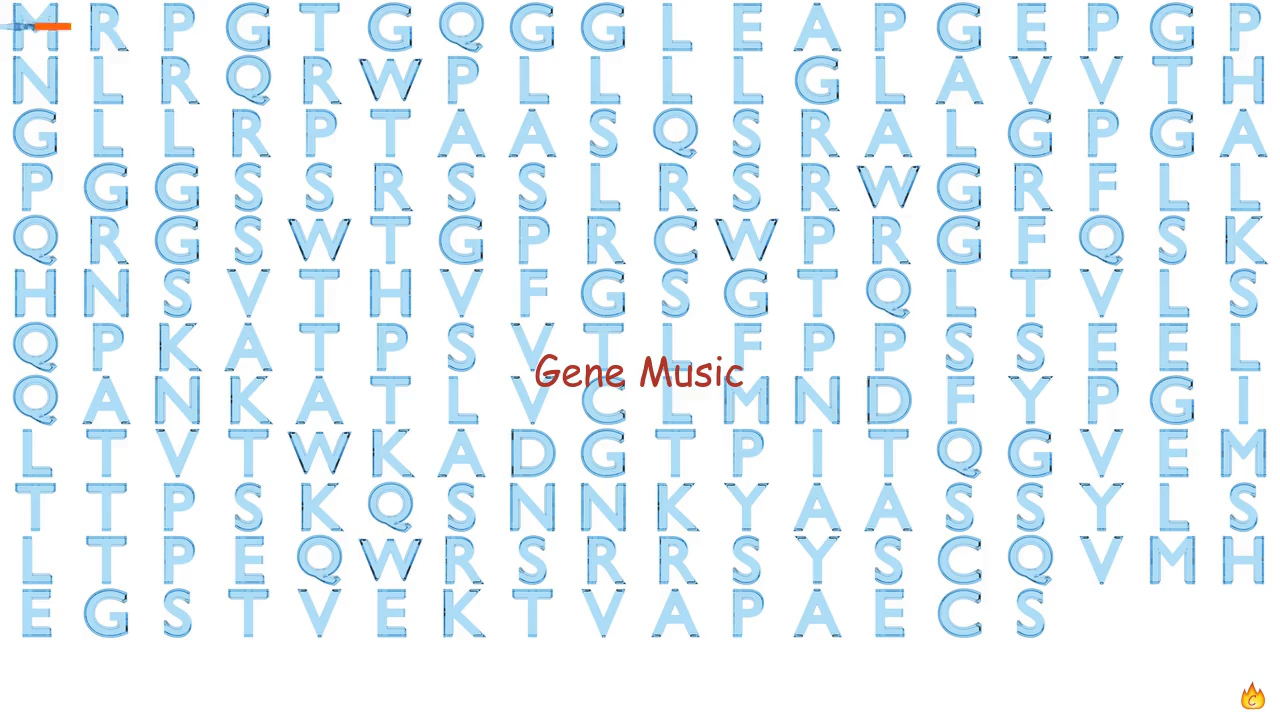 M R P G T G Q G G L E A P G E P G P
N L R Q R W P L L L L G L A V V T H
G L L R P T A A S Q S R A L G P G A
P G G S S R S S L R S R W G R F L L
Q R G S W T G P R C W P R G F Q S K
H N S V T H V F G S G T Q L T V L S
Q P K A T P S V T L F P P S S E E L
Gene Music
Q A N K A T L V C L M N D F Y P G I
L T V T W K A D G T P I T Q G V E M
T T P S K Q S N N K Y A A S S Y L S
L T P E Q W R S R R S Y S C Q V M H
E G S T V E K T V A P A E C S
C